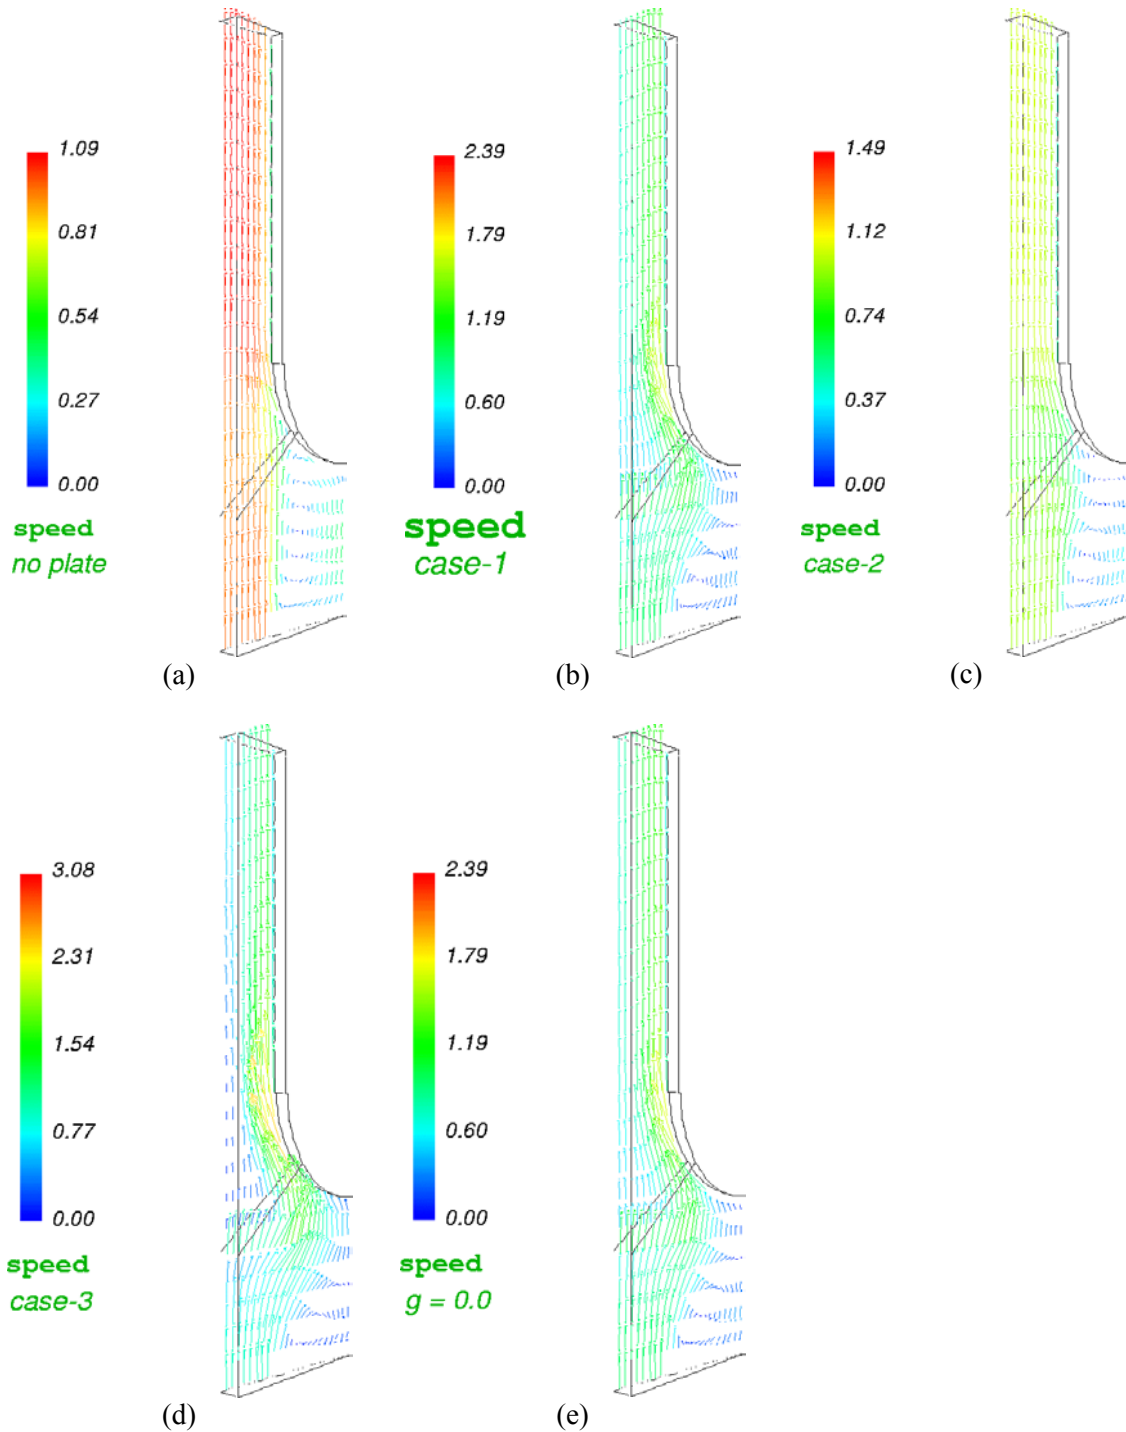 1.09
0.81
0.54
0.27
0.00
speed
no plate
(a)
2.39
1.79
1.19
0.60
0.00
speed
case-1
(b)
1.49
1.12
0.74
0.37
0.00
speed
case-2
(c)
3.08
2.31
1.54
0.77
0.00
speed
case-3
(d)
2.39
1.79
1.19
0.60
0.00
speed
g = 0.0
(e)